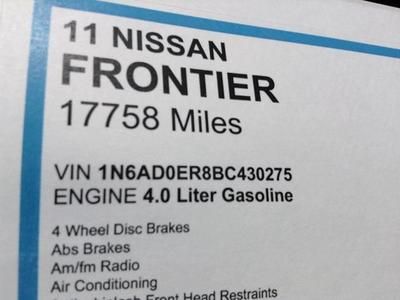 11 NISSAN
FRONTIER
17758 Miles
VIN 1N6AD0ER8BC430275
ENGINE 4.0 Liter Gasoline
4 Wheel Disc Brakes
Abs Brakes
Am/fm Radio
Air Conditioning
Front Head Restraints